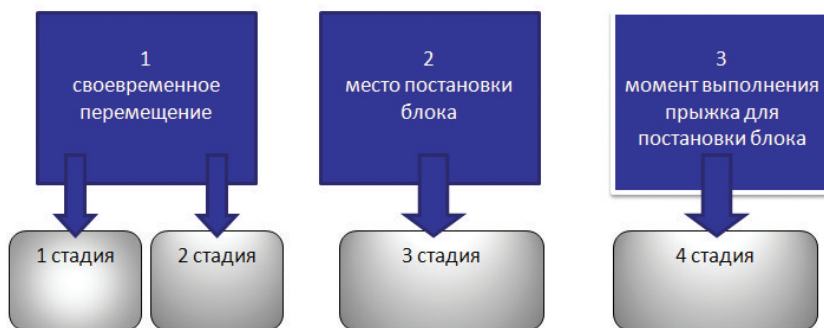 1
своевременное
перемещение
2
место постановки
блока
3
момент выполнения
прыжка для
постановки блока
1 стадия
2 стадия
3 стадия
4 стадия